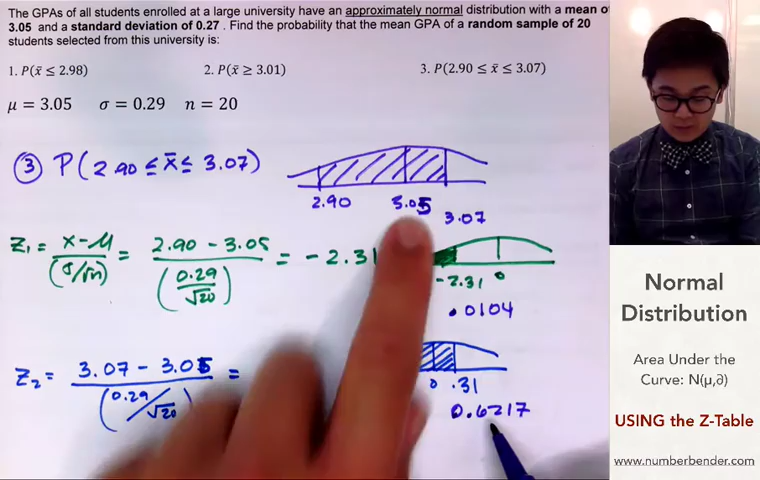 The GPAs of all students enrolled at a large university have an approximately normal distribution with a mean o
3.05 and a standard deviation of 0.27 . Find the probability that the mean GPA of a random sample of 20
students selected from this university is:
1. P(x̄ ≤ 2.98) 2. P(x̄ ≥ 3.01) 3. P(2.90 ≤ x̄ ≤ 3.07)
μ = 3.05 σ = 0.29 n = 20
③ P(2.90 ≤ x̄ ≤ 3.07)
2.90 3.05 3.07
Z₁ = x-μ/(σ/√n) = 2.90 - 3.05/(0.29/√20) = -2.31
-2.31 0
.0104
Z₂ = 3.07 - 3.05/(0.29/√20) =
0 .31
0.6217
Normal
Distribution
Area Under the
Curve: N(μ,∂)
USING the Z-Table
www.numberbender.com